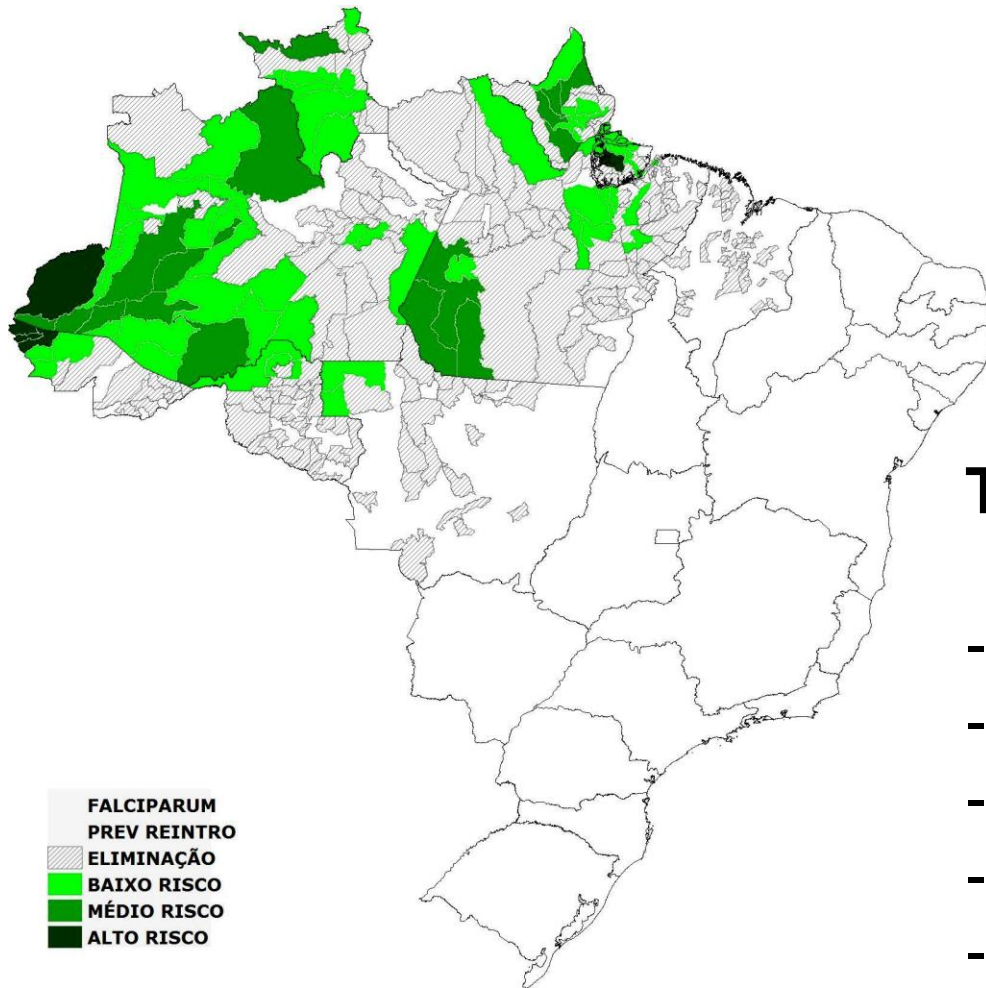 T
-
-
-
-
-
FALCIPARUM
PREV REINTRO
ELIMINAÇÃO
BAIXO RISCO
MÉDIO RISCO
ALTO RISCO